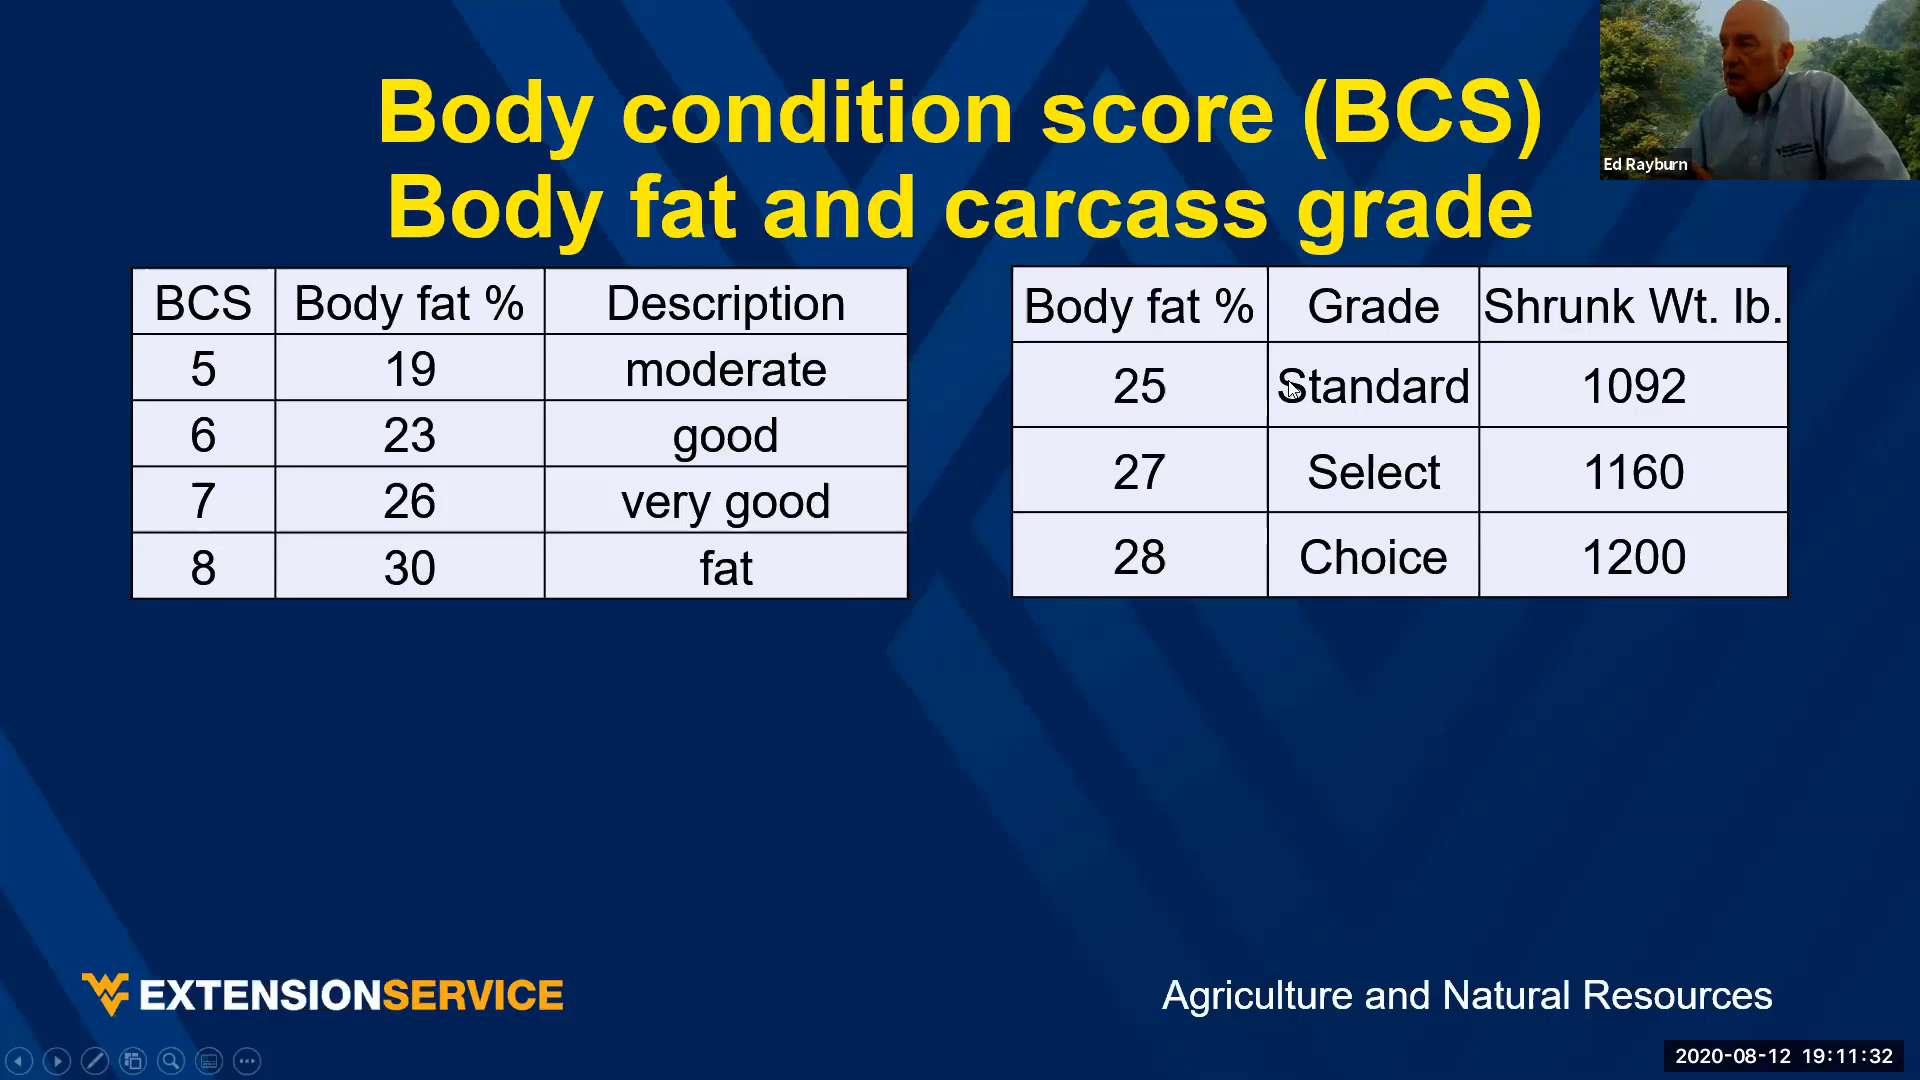 Body condition score (BCS)
Body fat and carcass grade
Ed Rayburn
BCS Body fat % Description
5 19 moderate
6 23 good
7 26 very good
8 30 fat
Body fat % Grade Shrunk Wt. lb.
25 Standard 1092
27 Select 1160
28 Choice 1200
EXTENSIONSERVICE
Agriculture and Natural Resources
2020-08-12 19:11:32